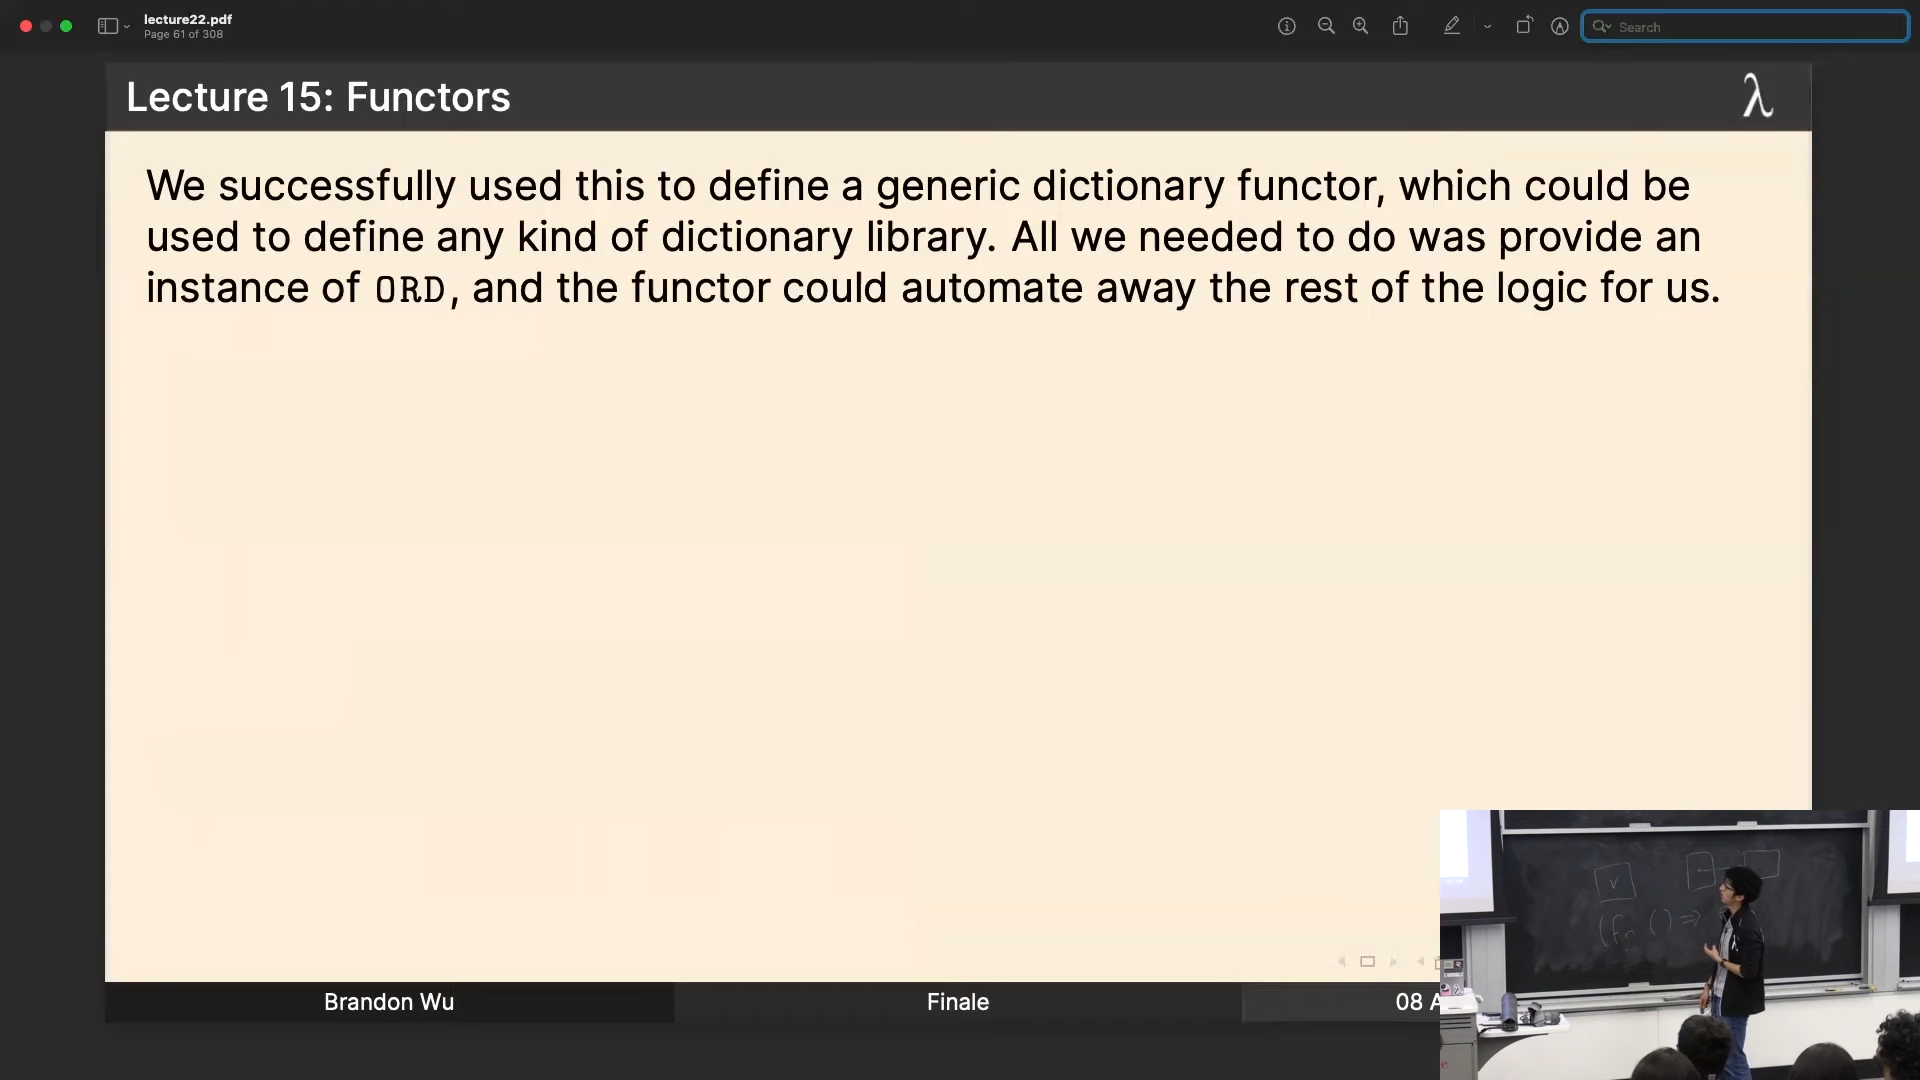 lecture22.pdf
Page 61 of 308
Search
Lecture 15: Functors
λ
We successfully used this to define a generic dictionary functor, which could be
used to define any kind of dictionary library. All we needed to do was provide an
instance of ORD, and the functor could automate away the rest of the logic for us.
v
(fn () =>
Brandon Wu
Finale
08 A